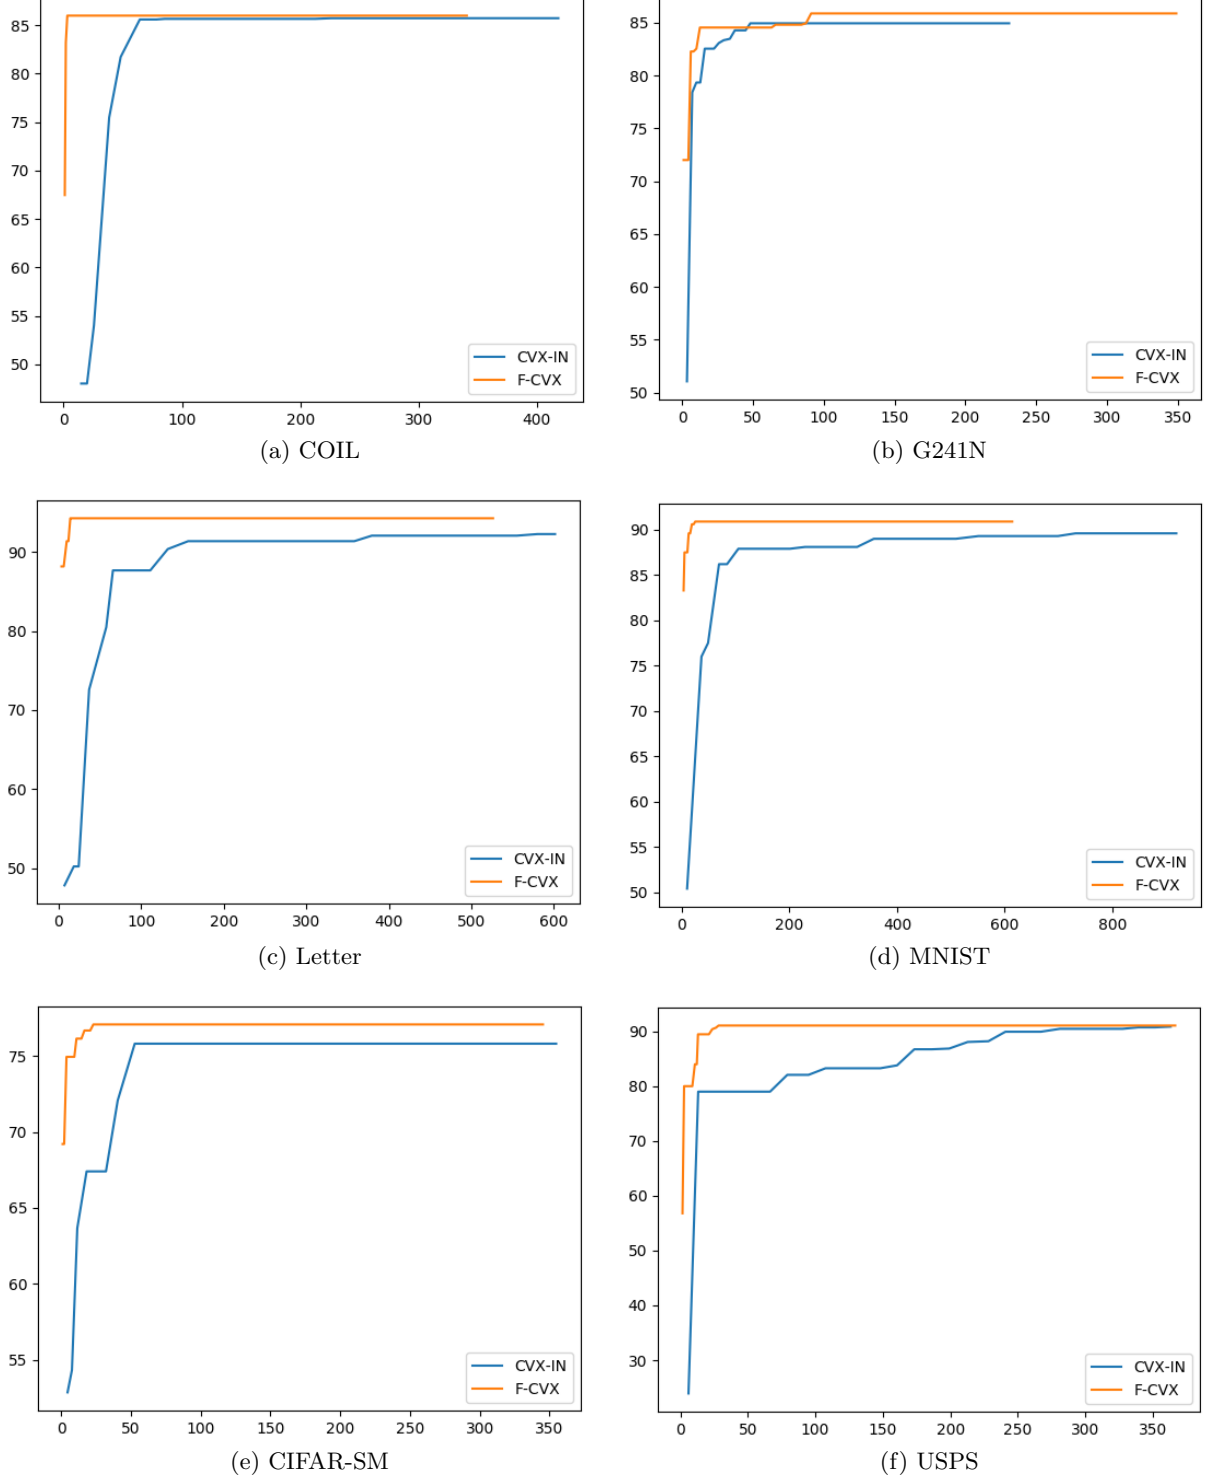 85
80
75
70
65
60
55
50
0 100 200 300 400
CVX-IN
F-CVX
(a) COIL
85
80
75
70
65
60
55
50
0 50 100 150 200 250 300 350
CVX-IN
F-CVX
(b) G241N
90
80
70
60
50
0 100 200 300 400 500 600
CVX-IN
F-CVX
(c) Letter
90
85
80
75
70
65
60
55
50
0 200 400 600 800
CVX-IN
F-CVX
(d) MNIST
75
70
65
60
55
0 50 100 150 200 250 300 350
CVX-IN
F-CVX
(e) CIFAR-SM
90
80
70
60
50
40
30
0 50 100 150 200 250 300 350
CVX-IN
F-CVX
(f) USPS